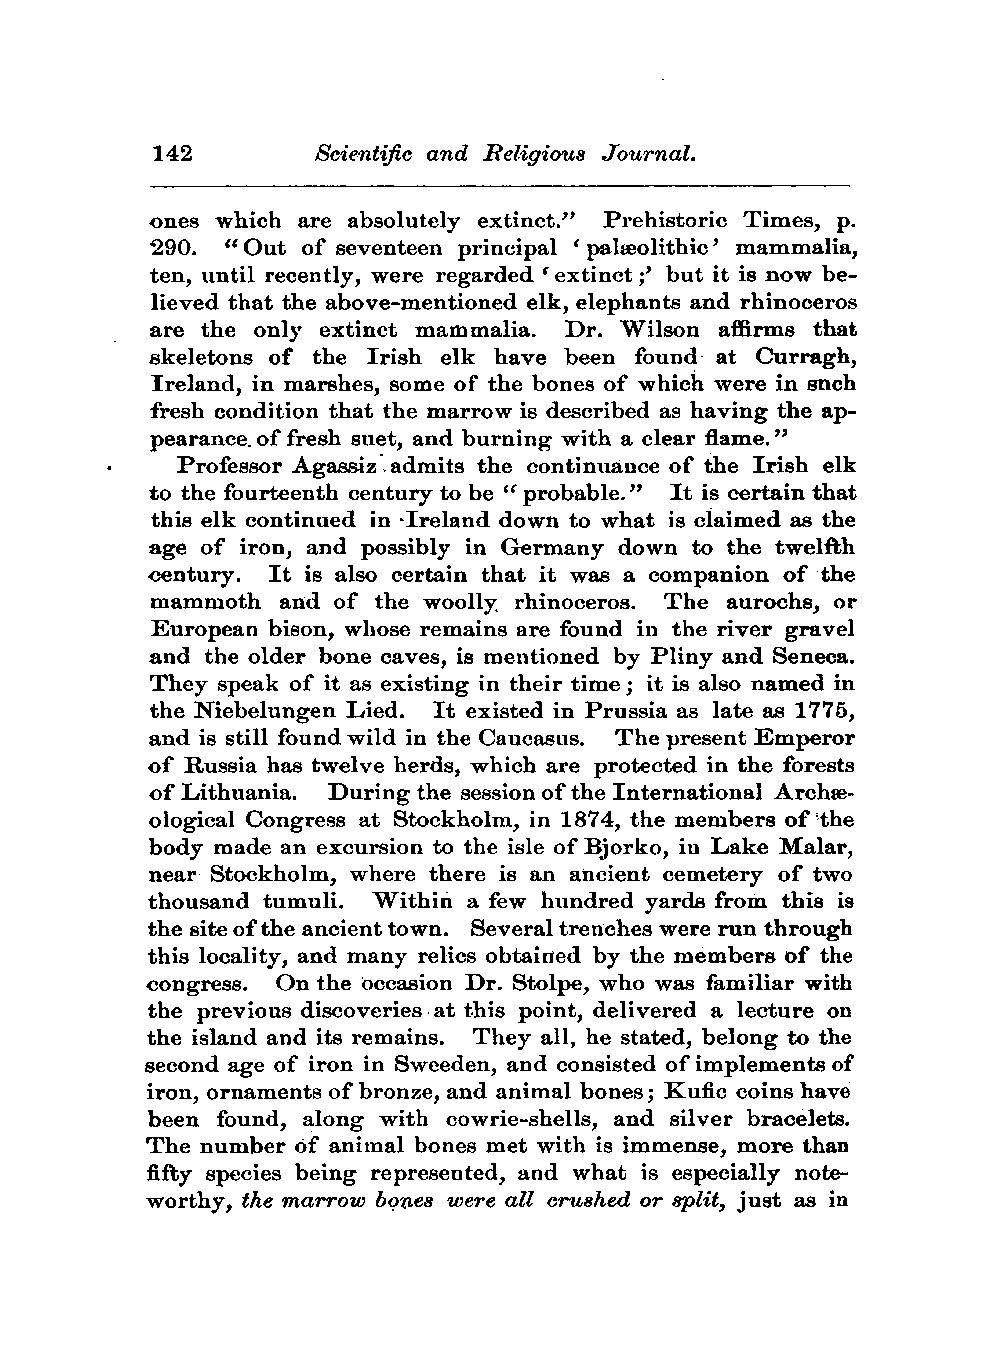 142 Scientific and Religious Journal.
ones which are absolutely extinct.” Prehistoric Times, p.
290. “Out of seventeen principal ‘palæolithic’ mammalia,
ten, until recently, were regarded ‘extinct;’ but it is now be-
lieved that the above-mentioned elk, elephants and rhinoceros
are the only extinct mammalia. Dr. Wilson affirms that
skeletons of the Irish elk have been found at Curragh,
Ireland, in marshes, some of the bones of which were in snch
fresh condition that the marrow is described as having the ap-
pearance of fresh suet, and burning with a clear flame.”
Professor Agassiz admits the continuance of the Irish elk
to the fourteenth century to be “probable.” It is certain that
this elk continued in Ireland down to what is claimed as the
age of iron, and possibly in Germany down to the twelfth
century. It is also certain that it was a companion of the
mammoth and of the woolly rhinoceros. The aurochs, or
European bison, whose remains are found in the river gravel
and the older bone caves, is mentioned by Pliny and Seneca.
They speak of it as existing in their time; it is also named in
the Niebelungen Lied. It existed in Prussia as late as 1775,
and is still found wild in the Caucasus. The present Emperor
of Russia has twelve herds, which are protected in the forests
of Lithuania. During the session of the International Archæ-
ological Congress at Stockholm, in 1874, the members of the
body made an excursion to the isle of Bjorko, in Lake Malar,
near Stockholm, where there is an ancient cemetery of two
thousand tumuli. Within a few hundred yards from this is
the site of the ancient town. Several trenches were run through
this locality, and many relics obtained by the members of the
congress. On the occasion Dr. Stolpe, who was familiar with
the previous discoveries at this point, delivered a lecture on
the island and its remains. They all, he stated, belong to the
second age of iron in Sweeden, and consisted of implements of
iron, ornaments of bronze, and animal bones; Kufic coins have
been found, along with cowrie-shells, and silver bracelets.
The number of animal bones met with is immense, more than
fifty species being represented, and what is especially note-
worthy, the marrow bones were all crushed or split, just as in